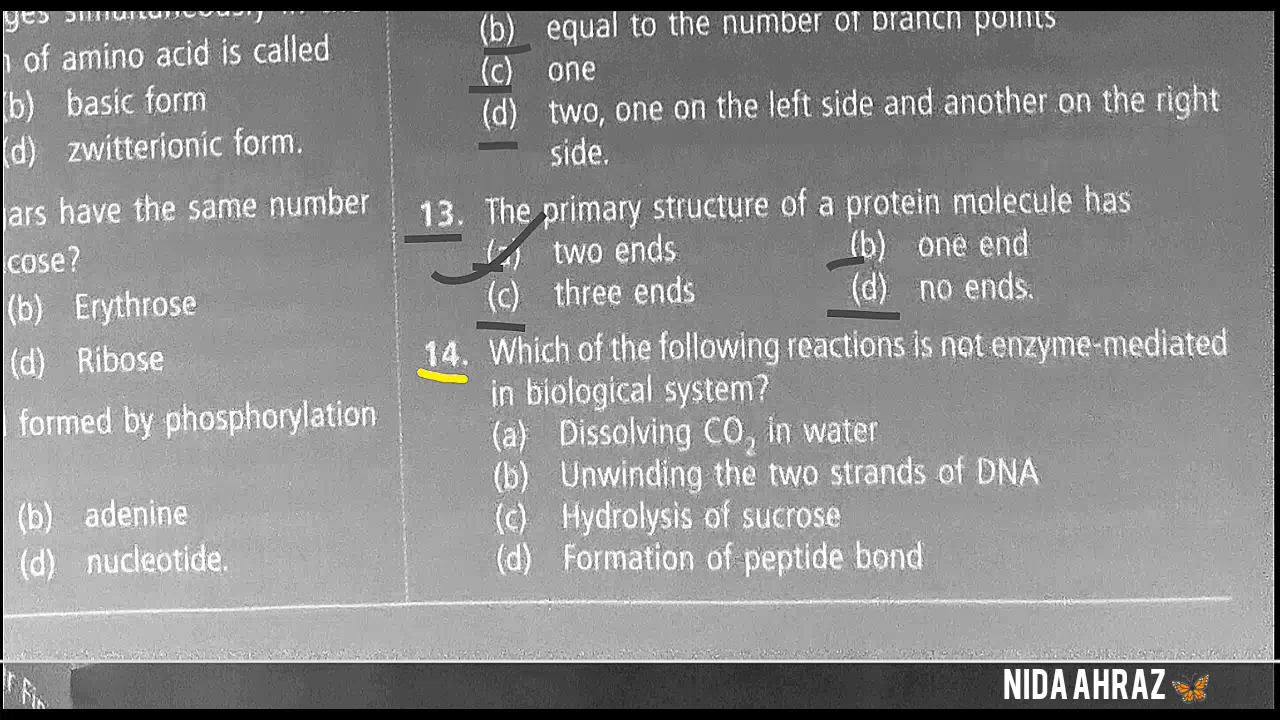 of amino acid is called
(b) basic form
(d) zwitterionic form.
have the same number
(b) Erythrose
(d) Ribose
formed by phosphorylation
(b) adenine
(d) nucleotide.
(b) equal to the number of branch points
(c) one
(d) two, one on the left side and another on the right
side.
13. The primary structure of a protein molecule has
two ends (b) one end
(c) three ends (d) no ends.
14. Which of the following reactions is not enzyme-mediated
in biological system?
(a) Dissolving CO₂ in water
(b) Unwinding the two strands of DNA
(c) Hydrolysis of sucrose
(d) Formation of peptide bond
NIDA AHRAZ